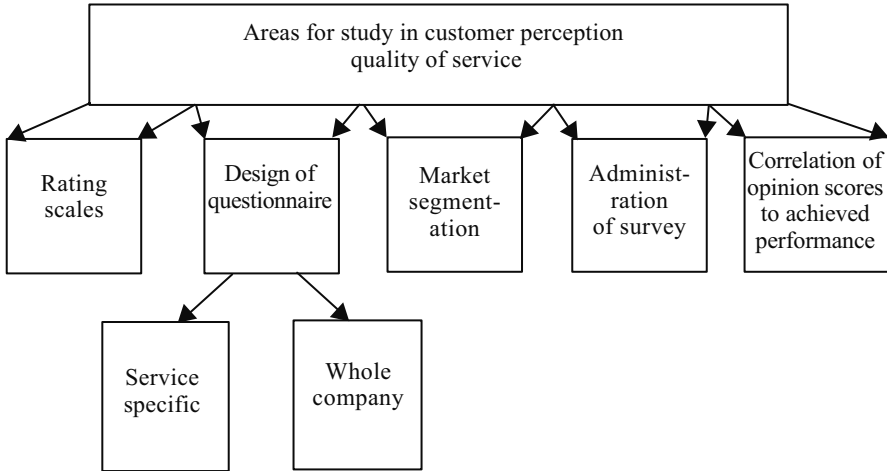 Areas for study in customer perception
quality of service
Rating
scales
Design of
questionnaire
Market
segment-
ation
Administ-
ration
of survey
Correlation of
opinion scores
to achieved
performance
Service
specific
Whole
company